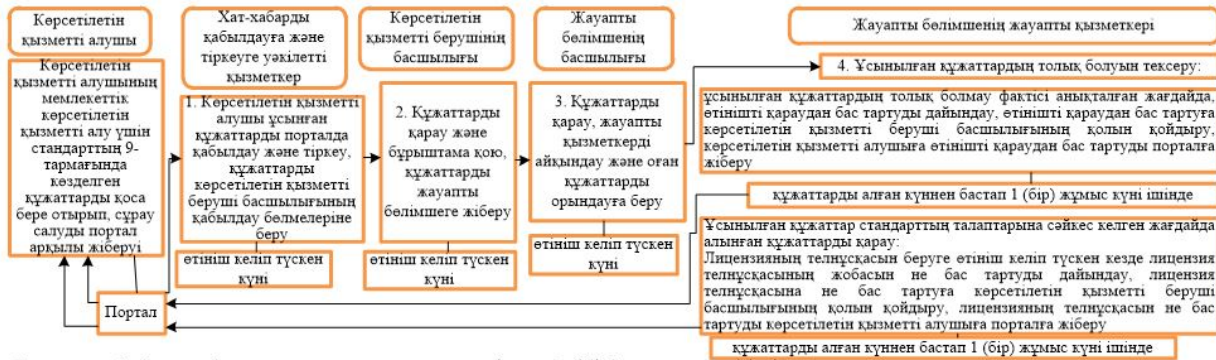 Көрсетілетін
қызметті алушы
Хат-хабарды
қабылдауға және
тіркеуге уәкілетті
қызметкер
Көрсетілетін
қызметті берушінің
басшылығы
Жауапты
бөлімшенің
басшылығы
Жауапты бөлімшенің жауапты қызметкері
Көрсетілетін
қызметті алушының
мемлекеттік
көрсетілетін
қызметті алу үшін
стандарттың 9-
тармағында
көзделген
құжаттарды қоса
бере отырып, сұрау
салуды портал
арқылы жіберуі
1. Көрсетілетін қызметті
алушы ұсынған
құжаттарды порталда
қабылдау және тіркеу,
құжаттарды
көрсетілетін қызметті
беруші басшылығының
қабылдау бөлмелеріне
беру
өтініш келіп түскен
күні
2. Құжаттарды
қарау және
бұрыштама қою,
құжаттарды
жауапты
бөлімшеге жіберу
өтініш келіп түскен
күні
3. Құжаттарды
қарау, жауапты
қызметкерді
айқындау және оған
құжаттарды
орындауға беру
өтініш келіп түскен
күні
4. Ұсынылған құжаттардың толық болуын тексеру:
ұсынылған құжаттардың толық болмау фактісі анықталған жағдайда,
өтінішті қараудан бас тартуды дайындау, өтінішті қараудан бас тартуға
көрсетілетін қызметті беруші басшылығының қолын қойдыру,
көрсетілетін қызметті алушыға өтінішті қараудан бас тартуды порталға
жіберу
құжаттарды алған күннен бастап 1 (бір) жұмыс күні ішінде
Ұсынылған құжаттар стандарттың талаптарына сәйкес келген жағдайда
алынған құжаттарды қарау:
Лицензияның телнұсқасын беруге өтініш келіп түскен кезде лицензия
телнұсқасының жобасын не бас тартуды дайындау, лицензия
телнұсқасына не бас тартуға көрсетілетін қызметті беруші
басшылығының қолын қойдыру, лицензияның телнұсқасын не бас
тартуды көрсетілетін қызметті алушыға порталға жіберу
құжаттарды алған күннен бастап 1 (бір) жұмыс күні ішінде
Портал